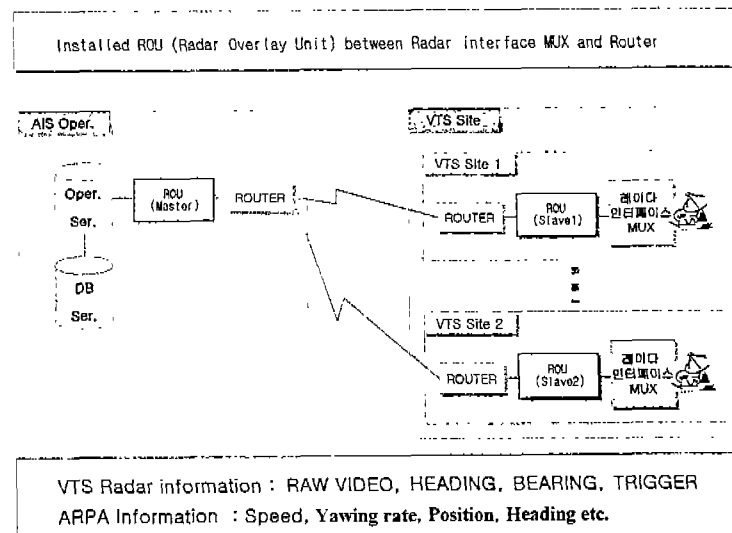 Installed ROU (Radar Overlay Unit) between Radar interface MUX and Router
AIS Oper.
Oper.
Ser.
DB
Ser.
ROU
(Master)
ROUTER
VTS Site
VTS Site 1
ROUTER
ROU
(Slave1)
레이다
인터페이스
MUX
VTS Site 2
ROUTER
ROU
(Slave2)
레이다
인터페이스
MUX
VTS Radar information : RAW VIDEO, HEADING, BEARING, TRIGGER
ARPA Information : Speed, Yawing rate, Position, Heading etc.